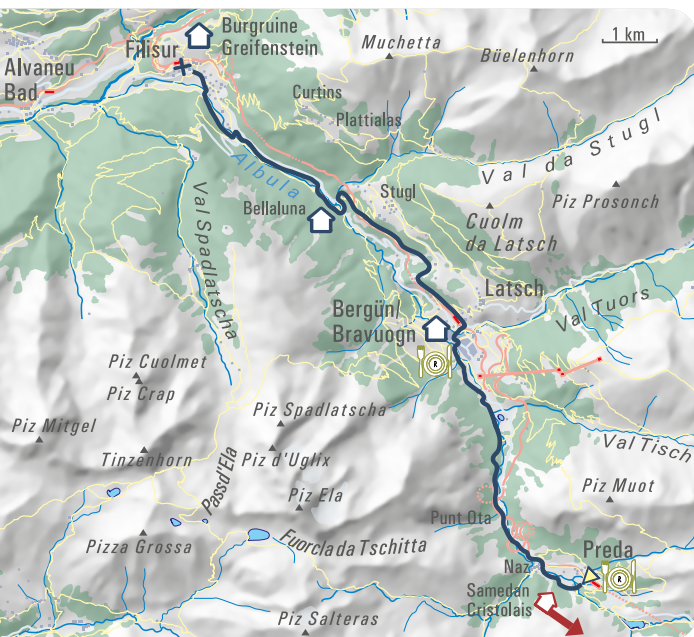 Burgruine
Greifenstein
Filisur
Muchetta
1 km
Büelenhorn
Alvaneu
Bad
Curtins
Plattialas
Val da Stugl
Albula
Val Spadlatscha
Bellaluna
Stugl
Piz Prosonch
Cuolm
da Latsch
Latsch
Val Tuors
Bergün/
Bravuogn
R
Piz Cuolmet
Piz Crap
Piz Spadlatscha
Piz Mitgel
Tinzenhorn
Piz d'Uglix
Val Tisch
Pass d'Ela
Piz Ela
Piz Muot
Punt Ota
Pizza Grossa
Fuorcla da Tschitta
Preda
Naz
R
Samedan
Cristolais
Piz Salteras